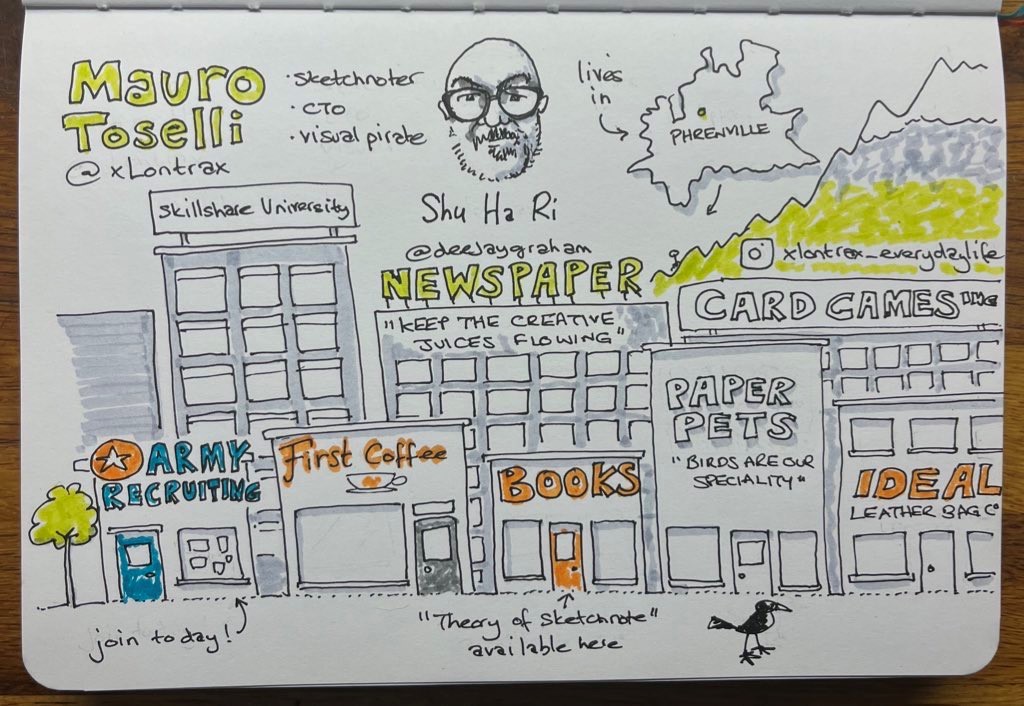 Mauro
Toselli
@xLontrax
· sketchnoter
· CTO
· visual pirate
lives
in
PHRENVILLE
Shu Ha Ri
@deejaygraham
Skillshare University
NEWSPAPER
"KEEP THE CREATIVE
JUICES FLOWING"
xlontrax_everydaylife
CARD GAMES INC
PAPER
PETS
"BIRDS ARE OUR
SPECIALITY"
ARMY
RECRUITING
First Coffee
BOOKS
IDEAL
LEATHER BAG Co
join today!
"Theory of Sketchnote"
available here